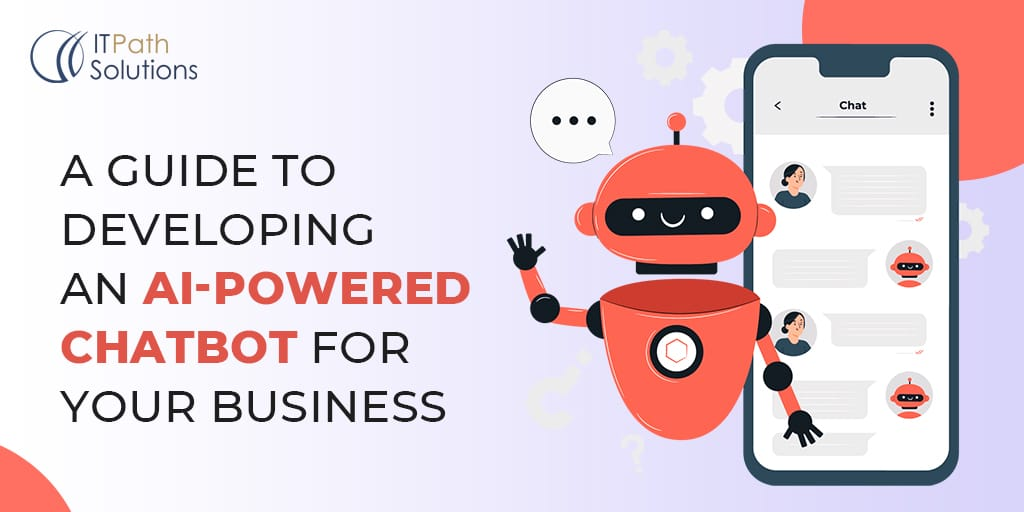 ITPath
Solutions
A GUIDE TO
DEVELOPING
AN AI-POWERED
CHATBOT FOR
YOUR BUSINESS
Chat